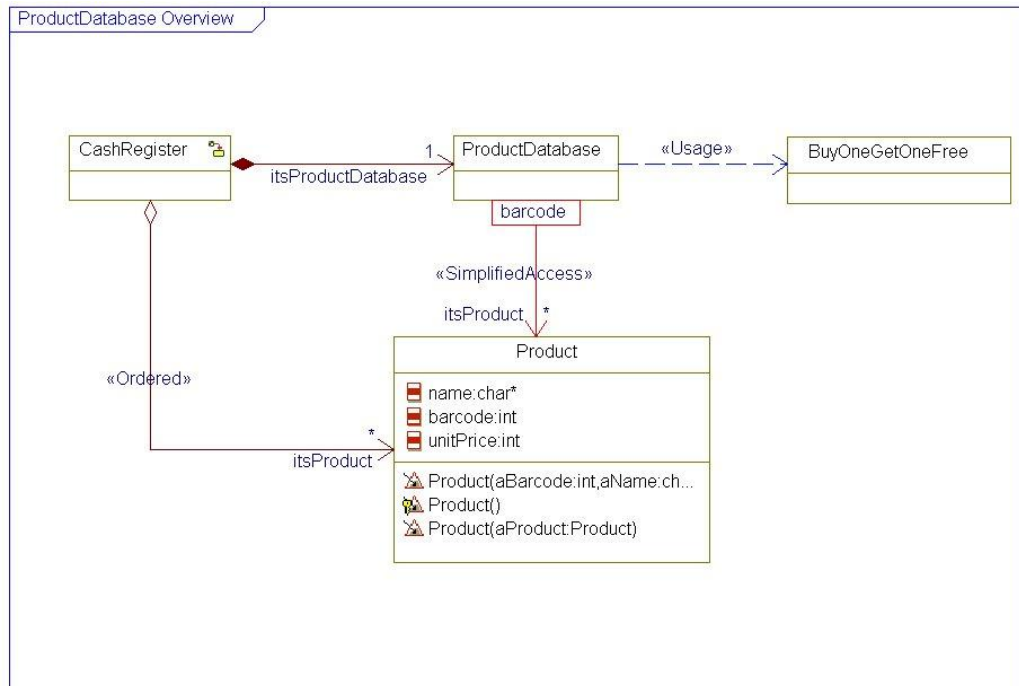 ProductDatabase Overview
CashRegister
1
itsProductDatabase
ProductDatabase
«Usage»
BuyOneGetOneFree
barcode
«SimplifiedAccess»
itsProduct *
«Ordered»
*
itsProduct
Product
name:char*
barcode:int
unitPrice:int
Product(aBarcode:int,aName:ch...
Product()
Product(aProduct:Product)